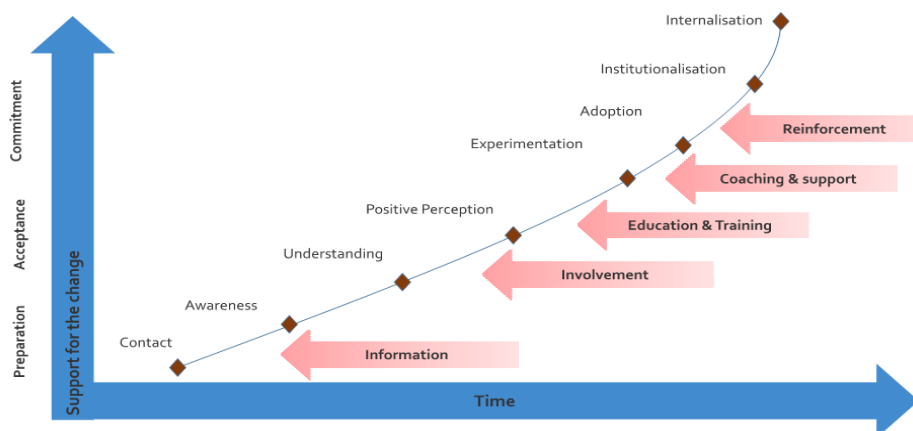 Internalisation
Institutionalisation
Adoption
Reinforcement
Experimentation
Coaching & support
Positive Perception
Education & Training
Understanding
Involvement
Awareness
Contact
Information
Time
Support for the change
Commitment
Acceptance
Preparation